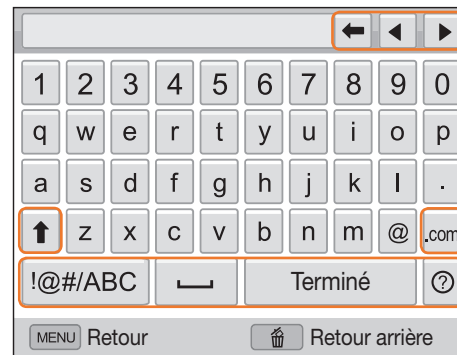 1 2 3 4 5 6 7 8 9 0
q w e r t y u i o p
a s d f g h j k l .
z x c v b n m @ .com
!@#/ABC Terminé ?
MENU Retour Retour arrière